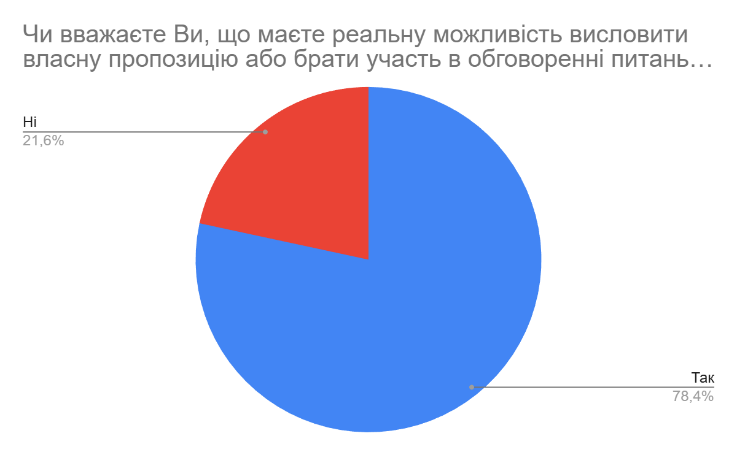 Чи вважаєте Ви, що маєте реальну можливість висловити
власну пропозицію або брати участь в обговоренні питань…
Ні
21,6%
Так
78,4%